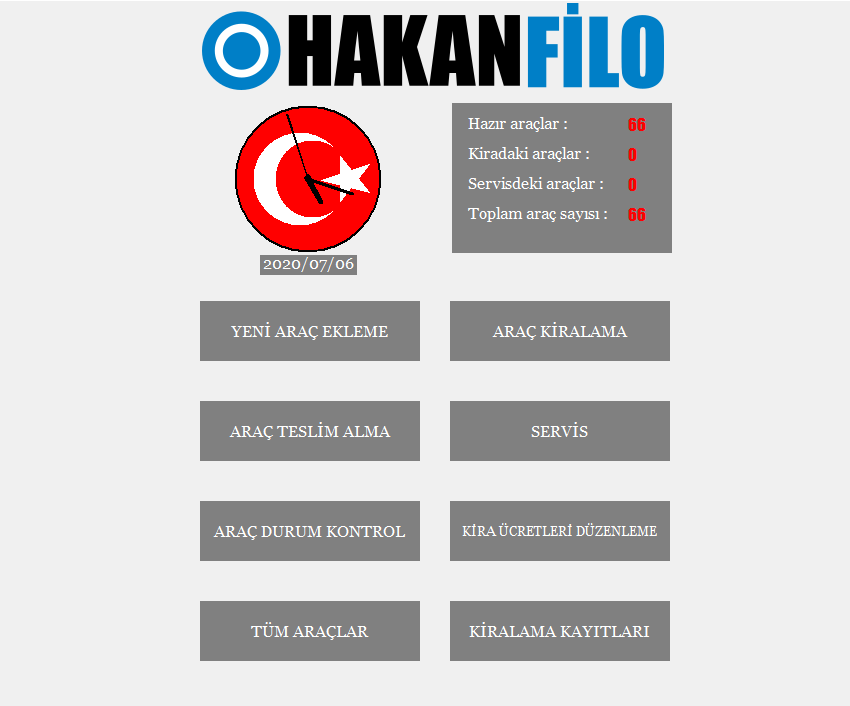 HAKANFİLO
Hazır araçlar : 66
Kiradaki araçlar : 0
Servisdeki araçlar : 0
Toplam araç sayısı : 66
2020/07/06
YENİ ARAÇ EKLEME
ARAÇ KİRALAMA
ARAÇ TESLİM ALMA
SERVİS
ARAÇ DURUM KONTROL
KİRA ÜCRETLERİ DÜZENLEME
TÜM ARAÇLAR
KİRALAMA KAYITLARI